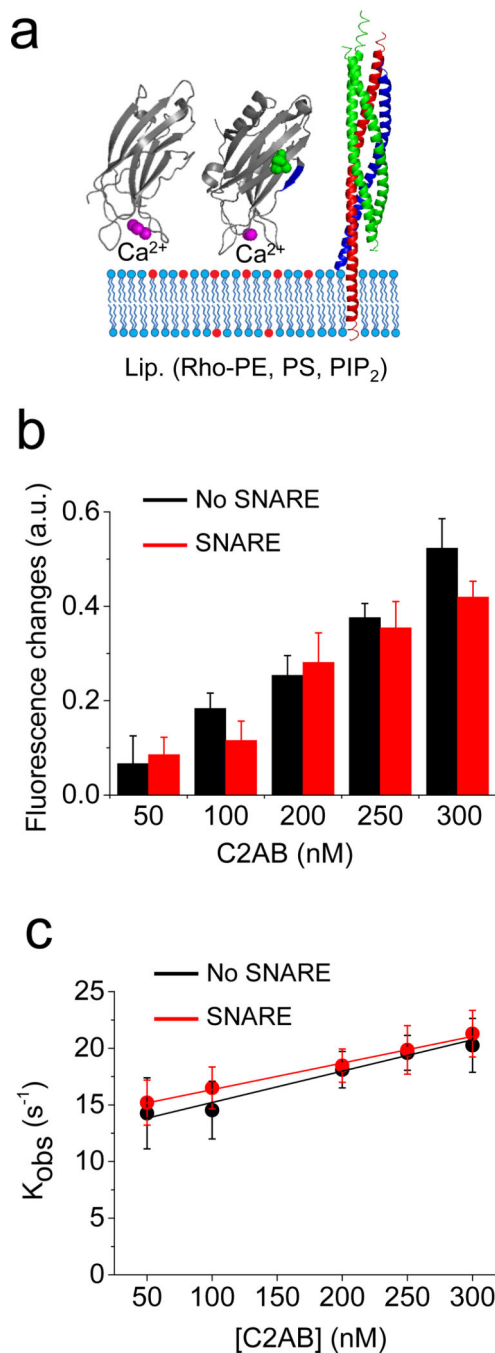 a
Ca²⁺ Ca²⁺
Lip. (Rho-PE, PS, PIP₂)
b
Fluorescence changes (a.u.)
No SNARE
SNARE
0.6
0.4
0.2
0.0
50 100 200 250 300
C2AB (nM)
c
Kobs (s⁻¹)
No SNARE
SNARE
25
20
15
10
5
0
50 100 150 200 250 300
[C2AB] (nM)